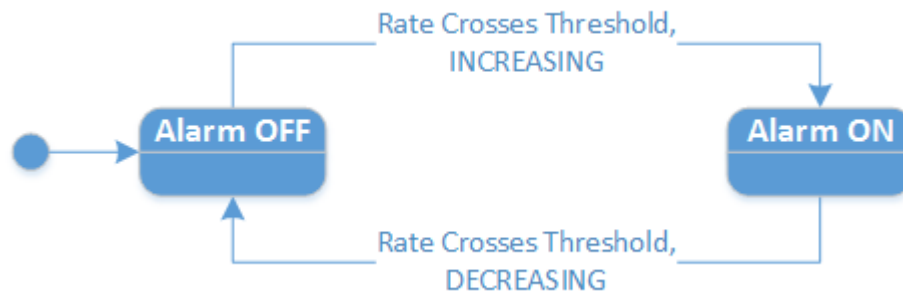 Rate Crosses Threshold,
INCREASING
Alarm OFF
Alarm ON
Rate Crosses Threshold,
DECREASING